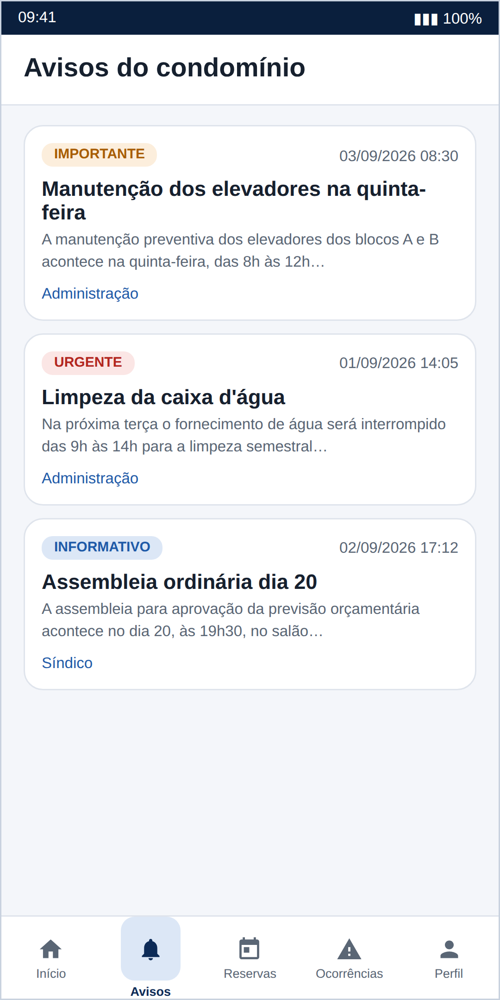 09:41
100%
Avisos do condomínio
IMPORTANTE
03/09/2026 08:30
Manutenção dos elevadores na quinta-
feira
A manutenção preventiva dos elevadores dos blocos A e B
acontece na quinta-feira, das 8h às 12h…
Administração
URGENTE
01/09/2026 14:05
Limpeza da caixa d'água
Na próxima terça o fornecimento de água será interrompido
das 9h às 14h para a limpeza semestral…
Administração
INFORMATIVO
02/09/2026 17:12
Assembleia ordinária dia 20
A assembleia para aprovação da previsão orçamentária
acontece no dia 20, às 19h30, no salão…
Síndico
Início
Avisos
Reservas
Ocorrências
Perfil